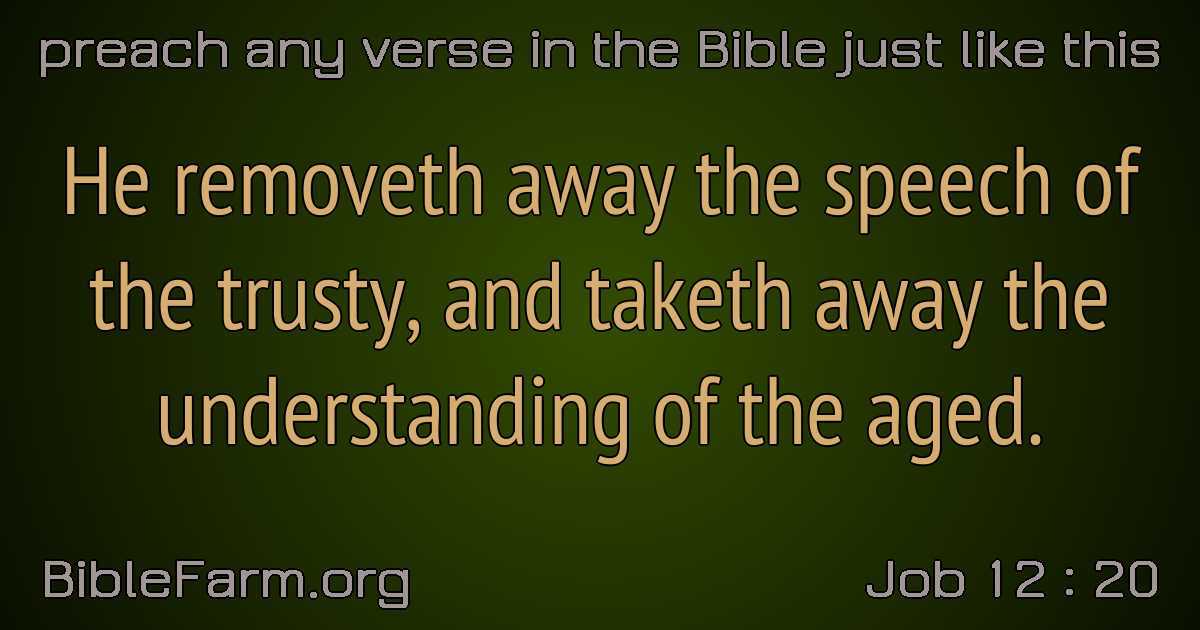 preach any verse in the Bible just like this
He removeth away the speech of
the trusty, and taketh away the
understanding of the aged.
BibleFarm.org
Job 12 : 20